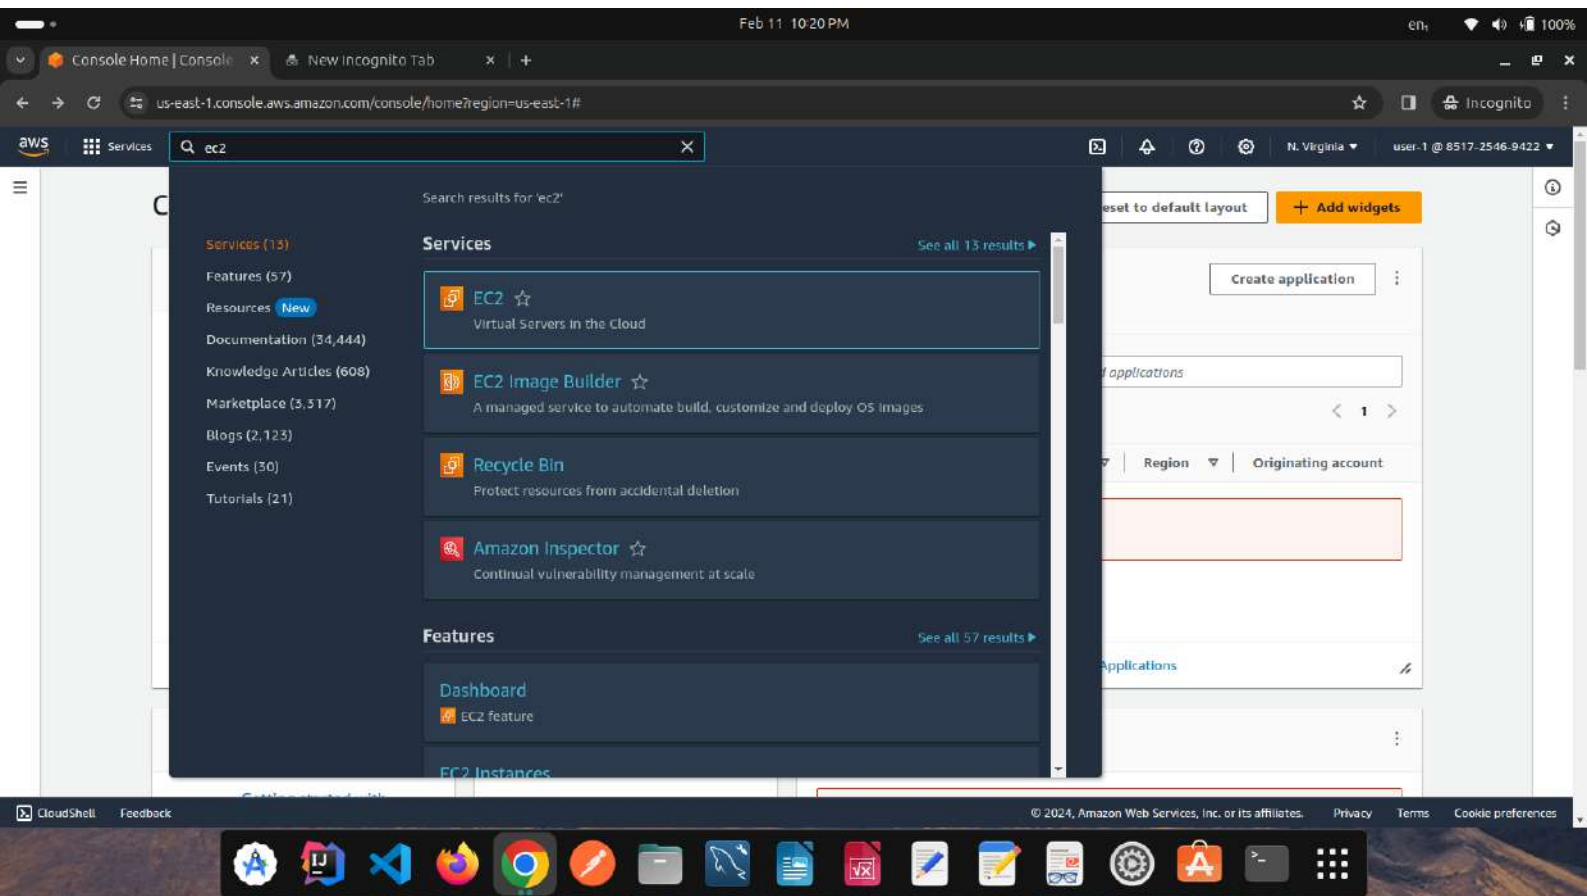 Feb 11 10:20 PM
en₁
100%
Console Home | Console
New Incognito Tab
us-east-1.console.aws.amazon.com/console/home?region=us-east-1#
Incognito
aws
Services
ec2
N. Virginia
user-1 @ 8517-2546-9422
C
Search results for 'ec2'
eset to default layout
+ Add widgets
Services (13)
Features (57)
Resources New
Documentation (34,444)
Knowledge Articles (608)
Marketplace (3,317)
Blogs (2,123)
Events (30)
Tutorials (21)
Services
See all 13 results
EC2
Virtual Servers in the Cloud
EC2 Image Builder
A managed service to automate build, customize and deploy OS images
Recycle Bin
Protect resources from accidental deletion
Amazon Inspector
Continual vulnerability management at scale
Features
See all 57 results
Dashboard
EC2 feature
EC2 Instances
Create application
applications
1
Region
Originating account
Applications
Getting started with
CloudShell
Feedback
© 2024, Amazon Web Services, Inc. or its affiliates.
Privacy
Terms
Cookie preferences